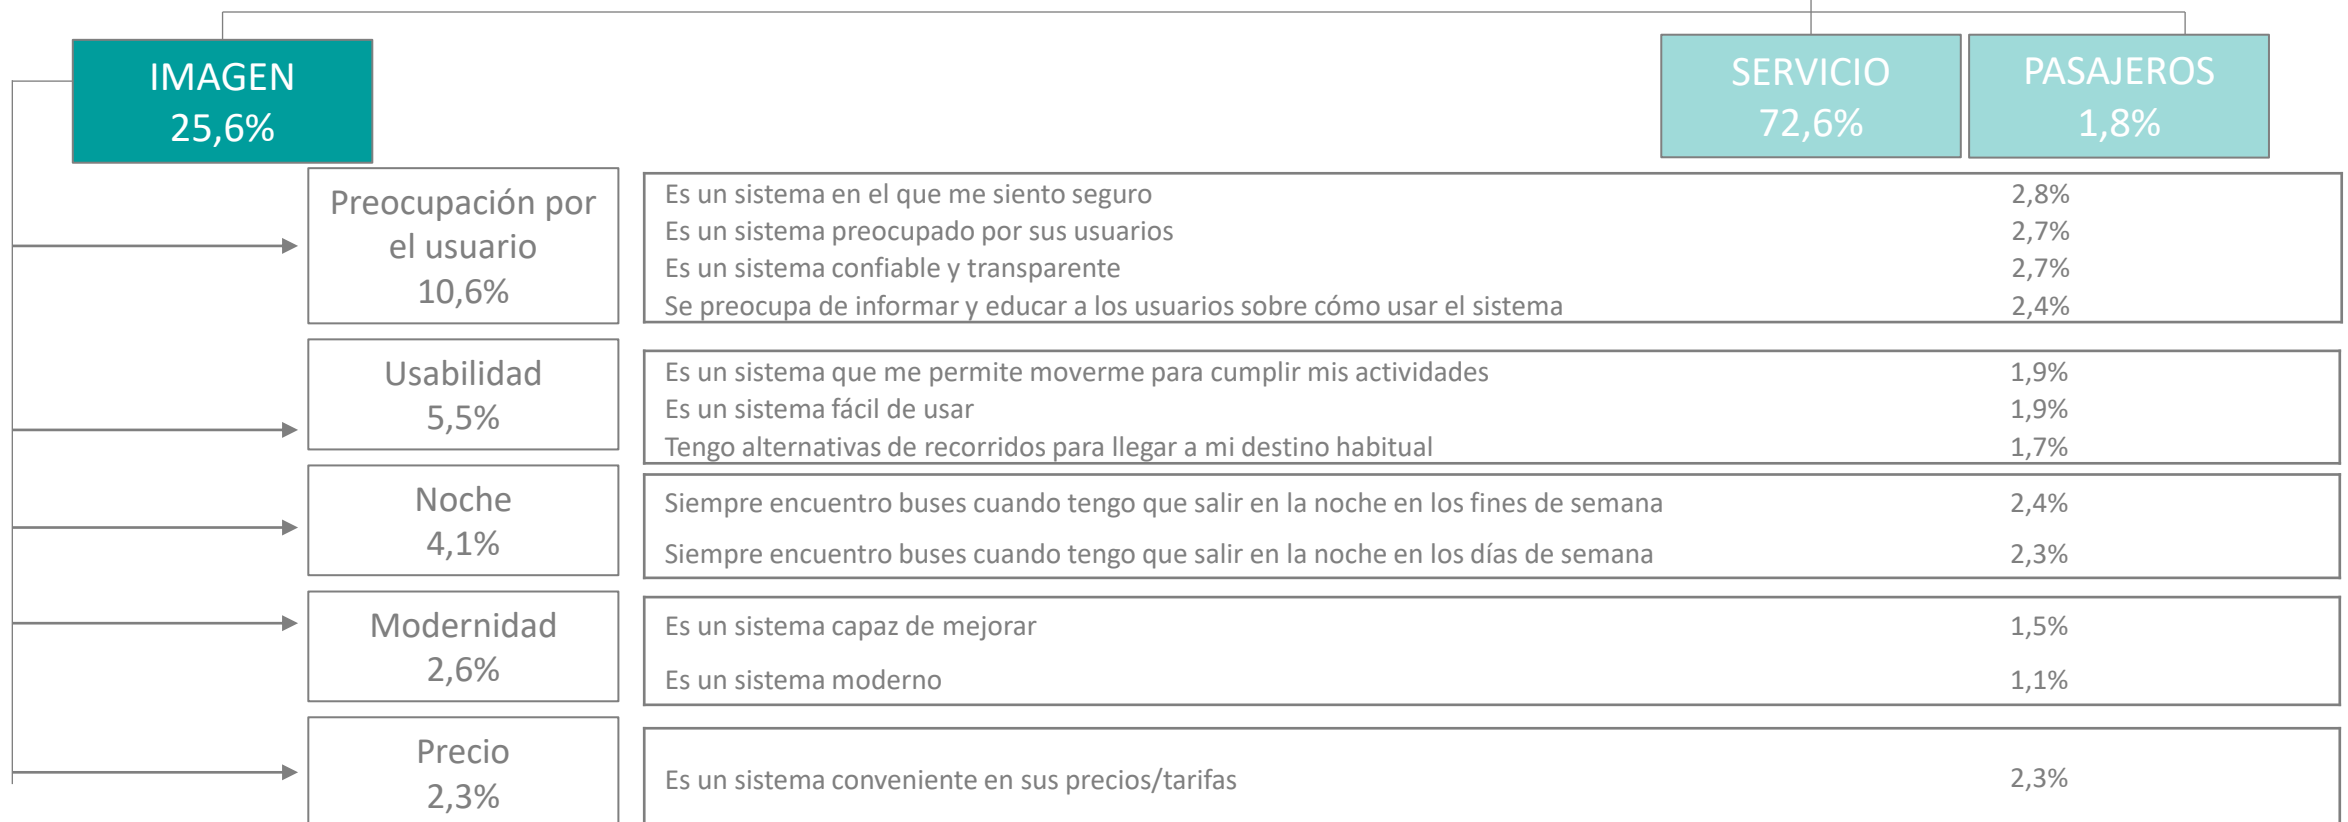 IMAGEN
25,6%
SERVICIO
72,6%
PASAJEROS
1,8%
Preocupación por
el usuario
10,6%
Es un sistema en el que me siento seguro 2,8%
Es un sistema preocupado por sus usuarios 2,7%
Es un sistema confiable y transparente 2,7%
Se preocupa de informar y educar a los usuarios sobre cómo usar el sistema 2,4%
Usabilidad
5,5%
Es un sistema que me permite moverme para cumplir mis actividades 1,9%
Es un sistema fácil de usar 1,9%
Tengo alternativas de recorridos para llegar a mi destino habitual 1,7%
Noche
4,1%
Siempre encuentro buses cuando tengo que salir en la noche en los fines de semana 2,4%
Siempre encuentro buses cuando tengo que salir en la noche en los días de semana 2,3%
Modernidad
2,6%
Es un sistema capaz de mejorar 1,5%
Es un sistema moderno 1,1%
Precio
2,3%
Es un sistema conveniente en sus precios/tarifas 2,3%